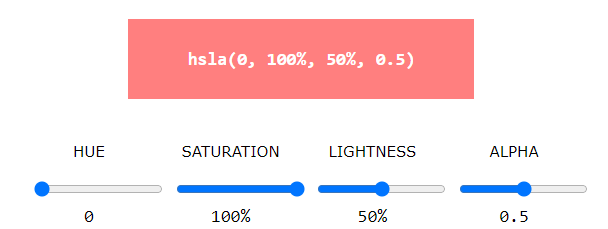 hsla(0, 100%, 50%, 0.5)
HUE SATURATION LIGHTNESS ALPHA
0 100% 50% 0.5